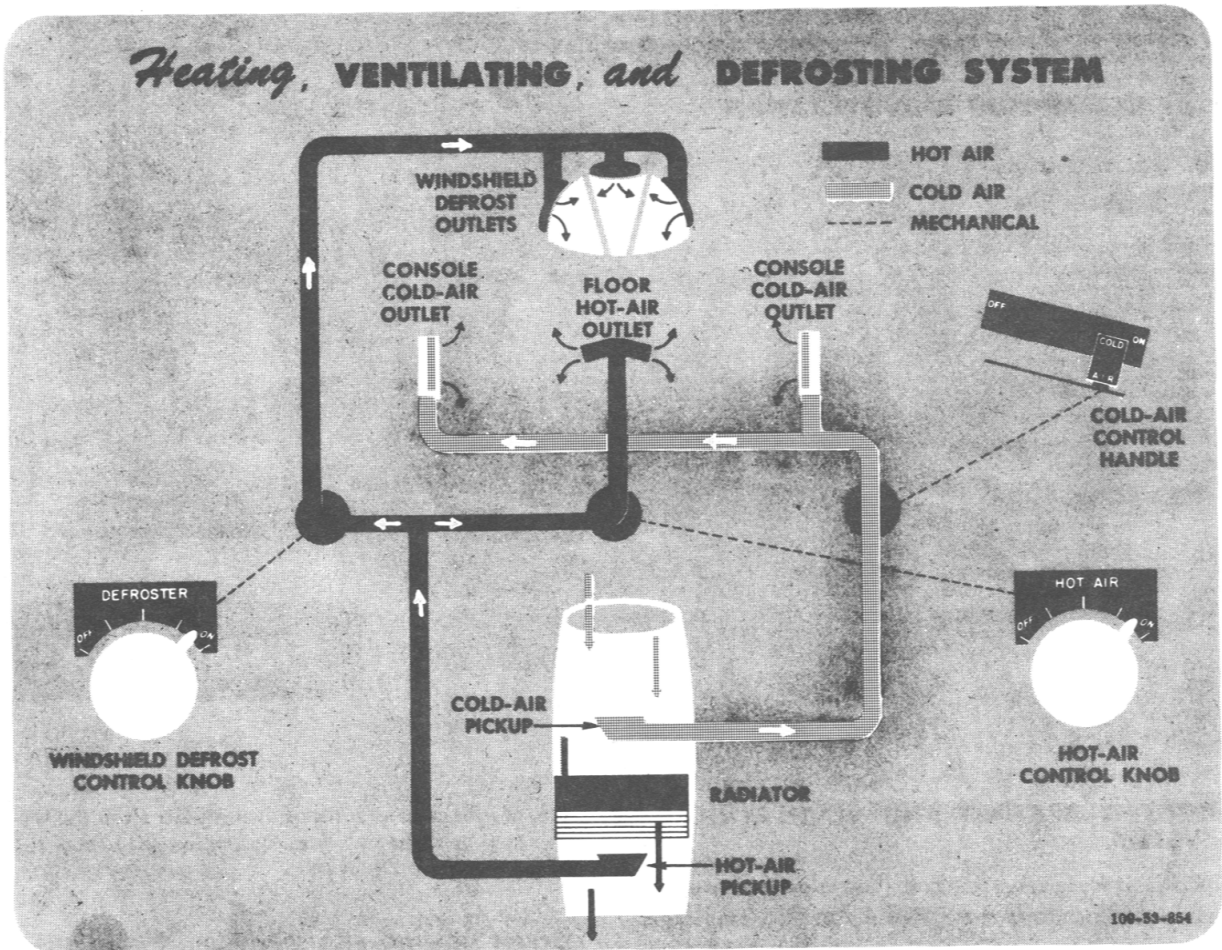 Heating, VENTILATING, and DEFROSTING SYSTEM
HOT AIR
COLD AIR
MECHANICAL
WINDSHIELD
DEFROST
OUTLETS
CONSOLE
COLD-AIR
OUTLET
FLOOR
HOT-AIR
OUTLET
CONSOLE
COLD-AIR
OUTLET
OFF
COLD
ON
AIR
COLD-AIR
CONTROL
HANDLE
DEFROSTER
OFF
ON
WINDSHIELD DEFROST
CONTROL KNOB
HOT AIR
OFF
ON
HOT-AIR
CONTROL KNOB
COLD-AIR
PICKUP
RADIATOR
HOT-AIR
PICKUP
109-53-854